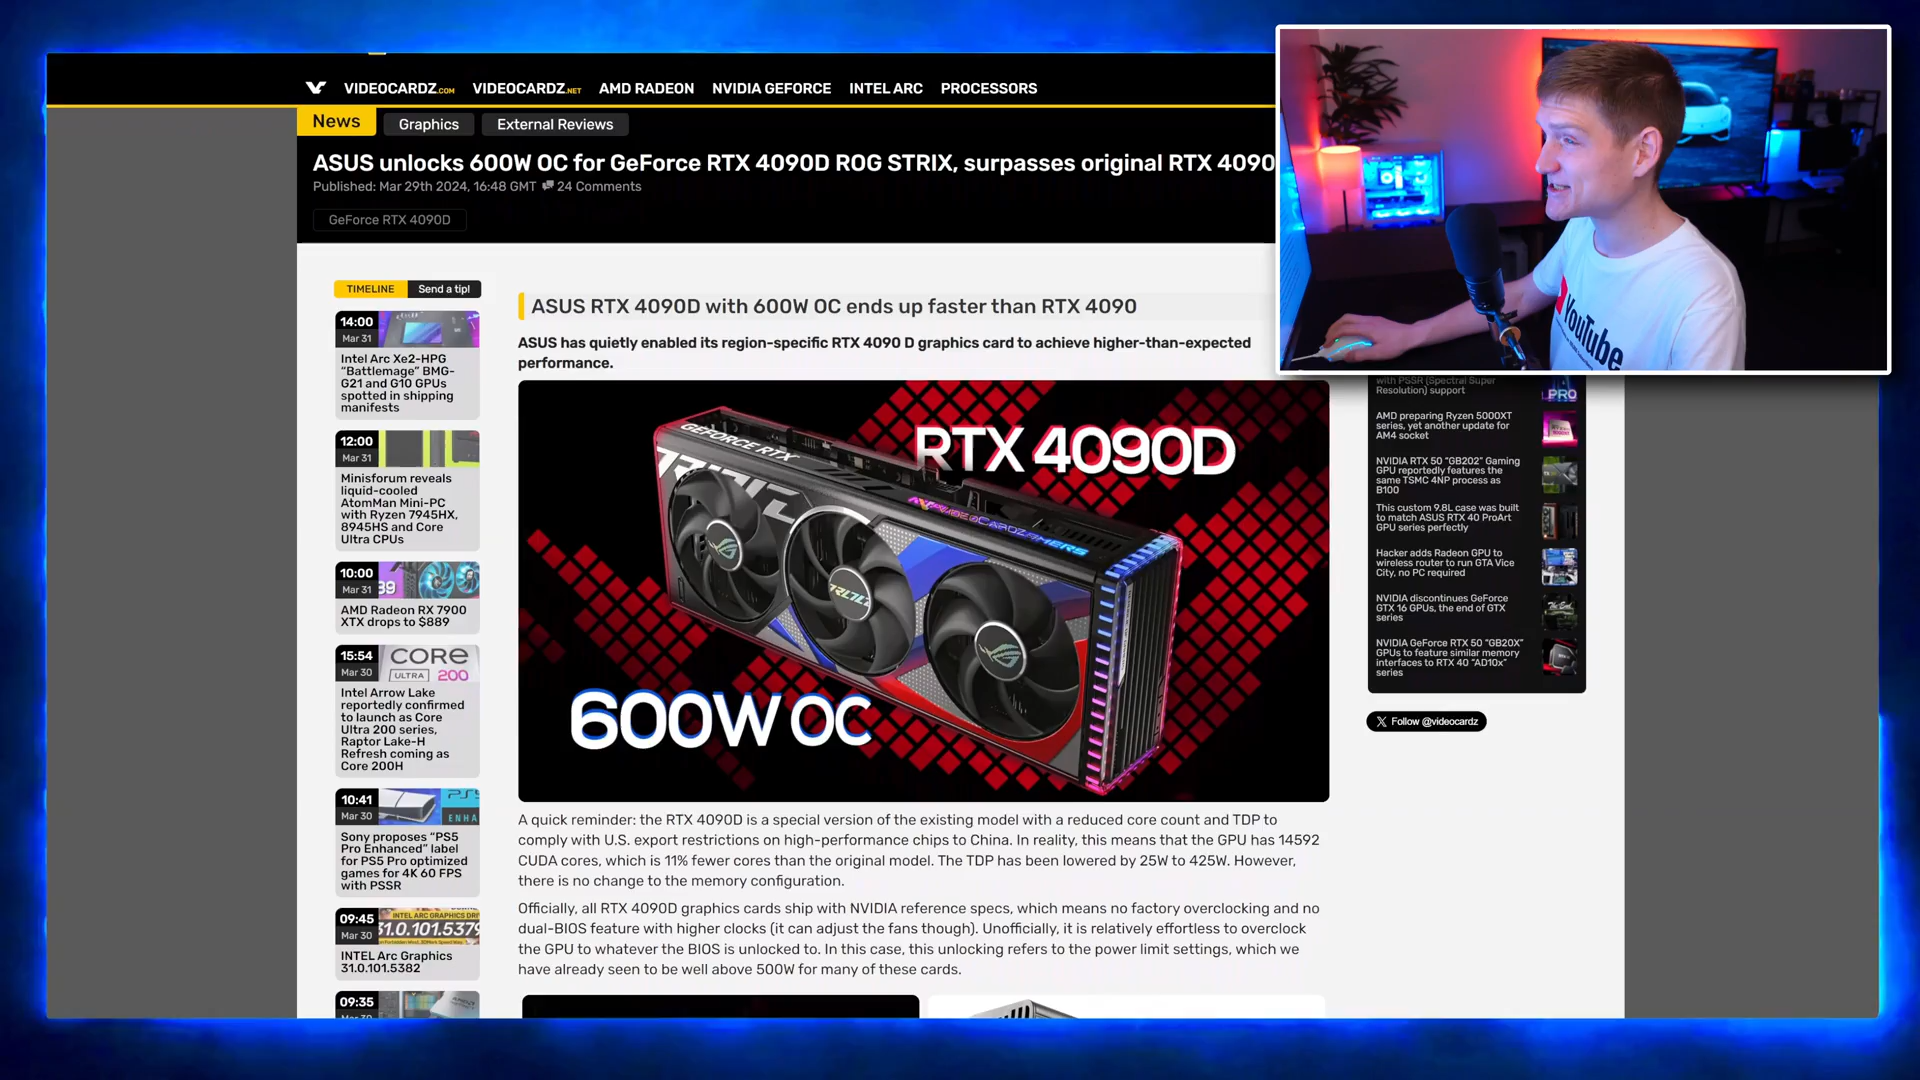 VIDEOCARDZ.COM VIDEOCARDZ.NET AMD RADEON NVIDIA GEFORCE INTEL ARC PROCESSORS
News Graphics External Reviews
ASUS unlocks 600W OC for GeForce RTX 4090D ROG STRIX, surpasses original RTX 4090
Published: Mar 29th 2024, 16:48 GMT 24 Comments
GeForce RTX 4090D
TIMELINE Send a tip!
14:00
Mar 31
Intel Arc Xe2-HPG
“Battlemage” BMG-
G21 and G10 GPUs
spotted in shipping
manifests
12:00
Mar 31
Minisforum reveals
liquid-cooled
AtomMan Mini-PC
with Ryzen 7945HX,
8945HS and Core
Ultra CPUs
10:00
Mar 31
AMD Radeon RX 7900
XTX drops to $889
15:54
Mar 30
CORE
ULTRA 200
Intel Arrow Lake
reportedly confirmed
to launch as Core
Ultra 200 series,
Raptor Lake-H
Refresh coming as
Core 200H
10:41
Mar 30
ENHA
Sony proposes “PS5
Pro Enhanced” label
for PS5 Pro optimized
games for 4K 60 FPS
with PSSR
09:45
Mar 30
INTEL ARC GRAPHICS DRI
31.0.101.5379
INTEL Arc Graphics
31.0.101.5382
09:35
Mar 30
ASUS RTX 4090D with 600W OC ends up faster than RTX 4090
ASUS has quietly enabled its region-specific RTX 4090 D graphics card to achieve higher-than-expected
performance.
GEFORCE RTX
RTX 4090D
VIDEOCARDZ
600W OC
A quick reminder: the RTX 4090D is a special version of the existing model with a reduced core count and TDP to
comply with U.S. export restrictions on high-performance chips to China. In reality, this means that the GPU has 14592
CUDA cores, which is 11% fewer cores than the original model. The TDP has been lowered by 25W to 425W. However,
there is no change to the memory configuration.
Officially, all RTX 4090D graphics cards ship with NVIDIA reference specs, which means no factory overclocking and no
dual-BIOS feature with higher clocks (it can adjust the fans though). Unofficially, it is relatively effortless to overclock
the GPU to whatever the BIOS is unlocked to. In this case, this unlocking refers to the power limit settings, which we
have already seen to be well above 500W for many of these cards.
YouTube
with PSSR (Spectral Super
Resolution) support
PRO
AMD preparing Ryzen 5000XT
series, yet another update for
AM4 socket
NVIDIA RTX 50 “GB202” Gaming
GPU reportedly features the
same TSMC 4NP process as
B100
This custom 9.8L case was built
to match ASUS RTX 40 ProArt
GPU series perfectly
Hacker adds Radeon GPU to
wireless router to run GTA Vice
City, no PC required
NVIDIA discontinues GeForce
GTX 16 GPUs, the end of GTX
series
The End
NVIDIA GeForce RTX 50 “GB20X”
GPUs to feature similar memory
interfaces to RTX 40 “AD10x”
series
Follow @videocardz